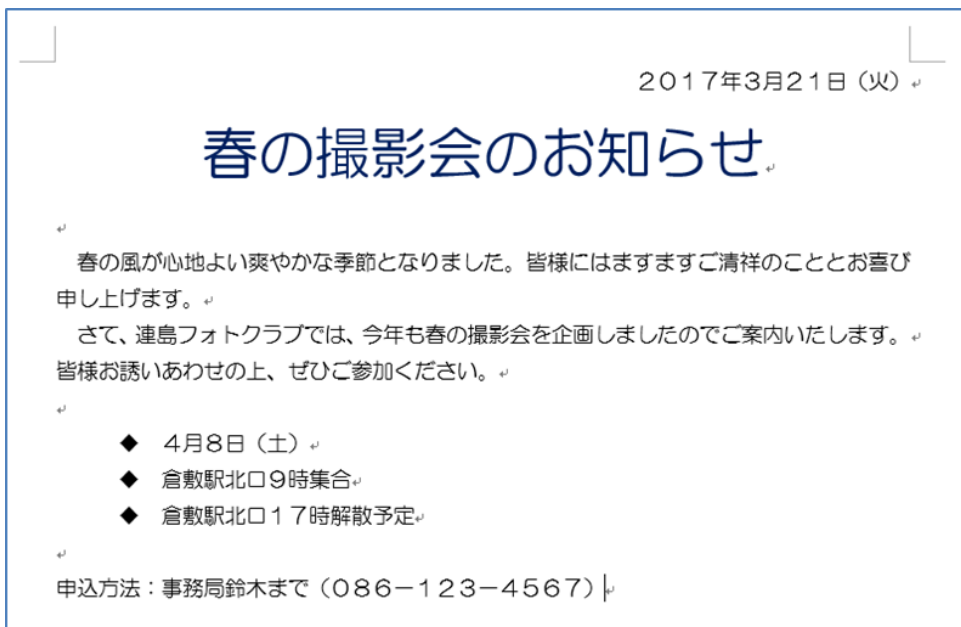 ２０１７年３月２１日（火）
春の撮影会のお知らせ
春の風が心地よい爽やかな季節となりました。皆様にはますますご清祥のこととお喜び
申し上げます。
さて、連島フォトクラブでは、今年も春の撮影会を企画しましたのでご案内いたします。
皆様お誘いあわせの上、ぜひご参加ください。
◆　４月８日（土）
◆　倉敷駅北口９時集合
◆　倉敷駅北口１７時解散予定
申込方法：事務局鈴木まで（０８６－１２３－４５６７）